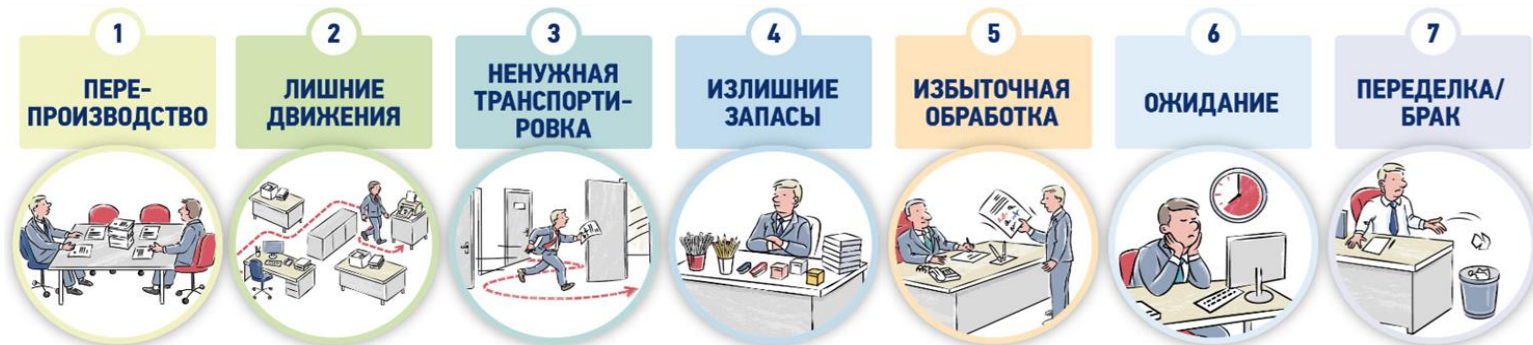 1
ПЕРЕ-
ПРОИЗВОДСТВО
2
ЛИШНИЕ
ДВИЖЕНИЯ
3
НЕНУЖНАЯ
ТРАНСПОРТИ-
РОВКА
4
ИЗЛИШНИЕ
ЗАПАСЫ
5
ИЗБЫТОЧНАЯ
ОБРАБОТКА
6
ОЖИДАНИЕ
7
ПЕРЕДЕЛКА/
БРАК